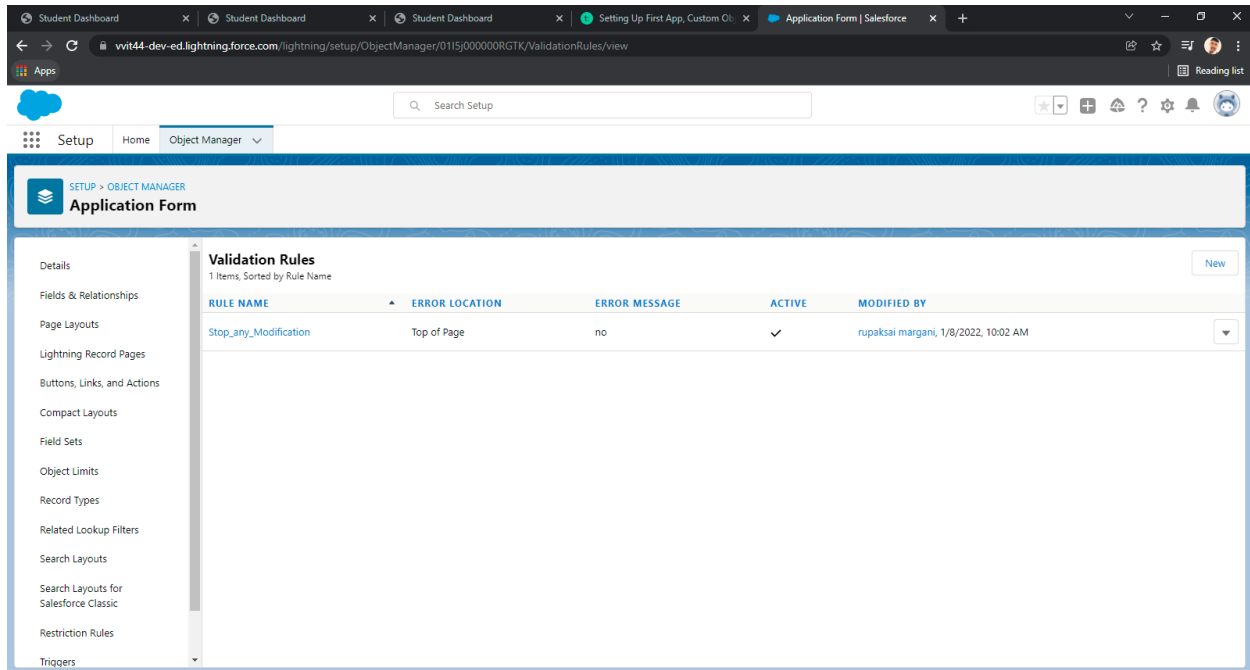 Student Dashboard
Student Dashboard
Student Dashboard
Setting Up First App, Custom Ob
Application Form | Salesforce
vvit44-dev-ed.lightning.force.com/lightning/setup/ObjectManager/01I5j000000RGTK/ValidationRules/view
Apps
Reading list
Search Setup
Setup
Home
Object Manager
SETUP > OBJECT MANAGER
Application Form
Details
Fields & Relationships
Page Layouts
Lightning Record Pages
Buttons, Links, and Actions
Compact Layouts
Field Sets
Object Limits
Record Types
Related Lookup Filters
Search Layouts
Search Layouts for
Salesforce Classic
Restriction Rules
Triggers
Validation Rules
1 Items, Sorted by Rule Name
New
RULE NAME ERROR LOCATION ERROR MESSAGE ACTIVE MODIFIED BY
Stop_any_Modification Top of Page no rupaksai margani, 1/8/2022, 10:02 AM